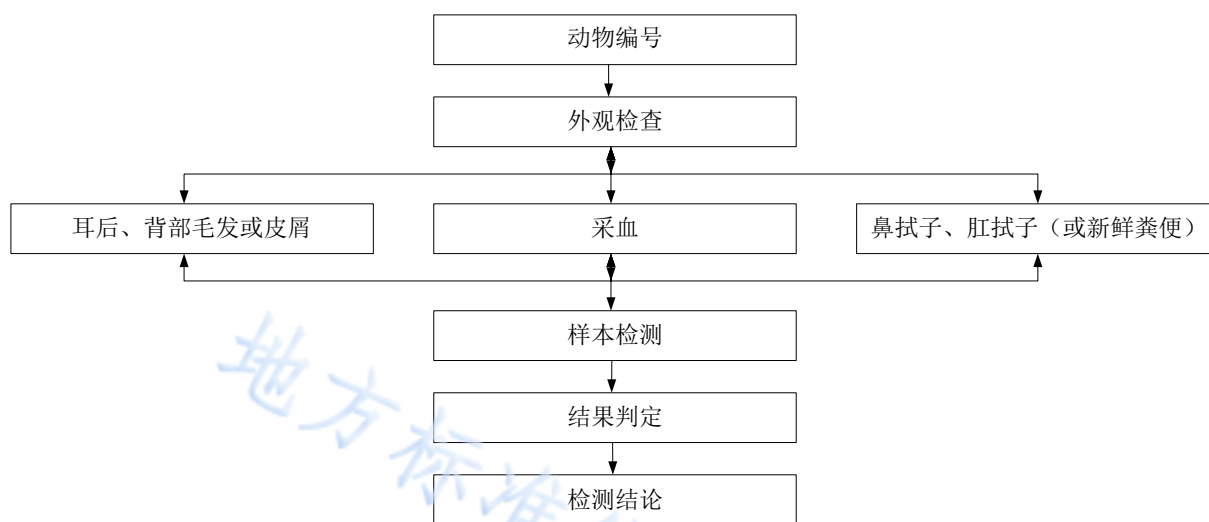 动物编号
外观检查
耳后、背部毛发或皮屑
采血
鼻拭子、肛拭子（或新鲜粪便）
样本检测
结果判定
检测结论
地方标准